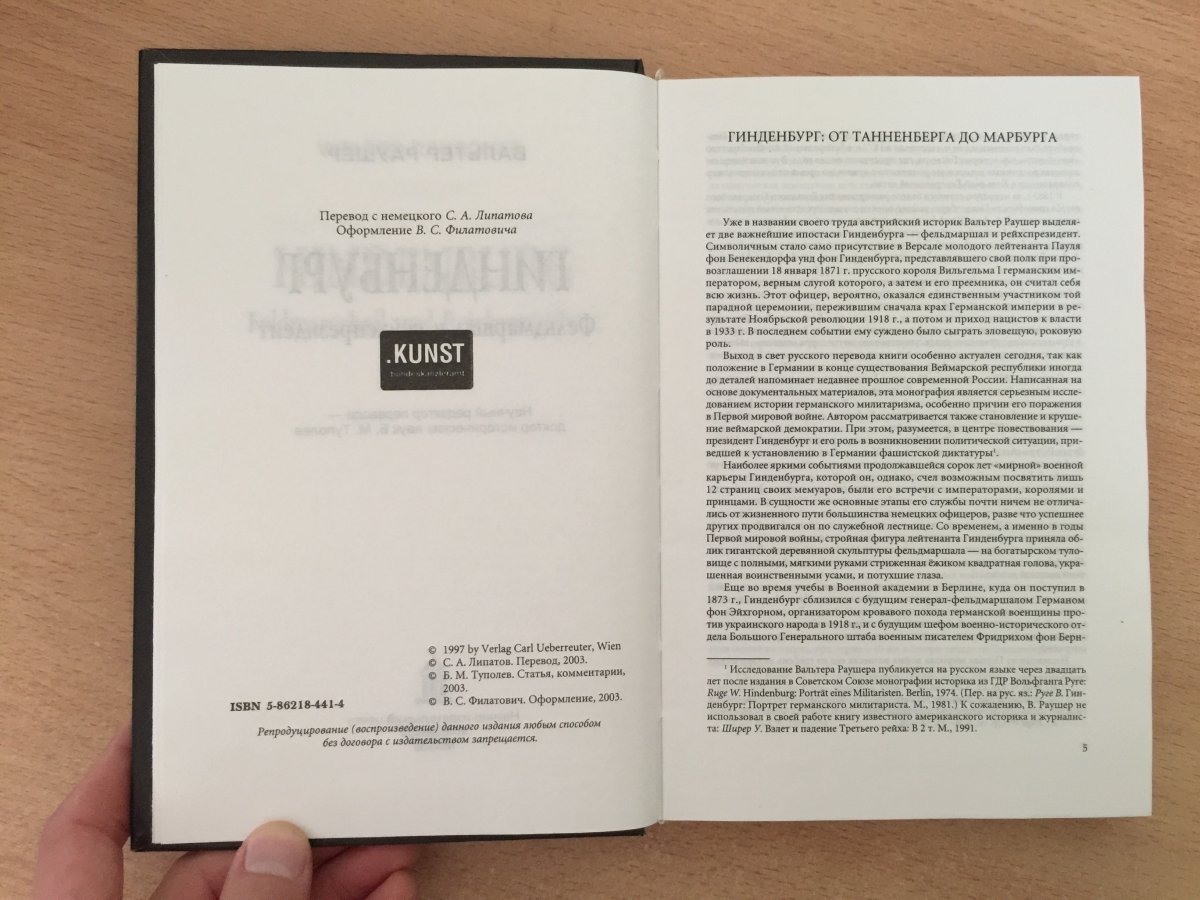 Перевод с немецкого С. А. Липатова
Оформление В. С. Филатовича
.KUNST
bundeskanzleramt
© 1997 by Verlag Carl Ueberreuter, Wien
© С. А. Липатов. Перевод, 2003.
© Б. М. Туполев. Статья, комментарии,
2003.
© В. С. Филатович. Оформление, 2003.
ISBN 5-86218-441-4
Репродуцирование (воспроизведение) данного издания любым способом
без договора с издательством запрещается.
ГИНДЕНБУРГ: ОТ ТАННЕНБЕРГА ДО МАРБУРГА
Уже в названии своего труда австрийский историк Вальтер Раушер выделя-
ет две важнейшие ипостаси Гинденбурга — фельдмаршал и рейхспрезидент.
Символичным стало само присутствие в Версале молодого лейтенанта Пауля
фон Бенекендорфа унд фон Гинденбурга, представлявшего свой полк при про-
возглашении 18 января 1871 г. прусского короля Вильгельма I германским им-
ператором, верным слугой которого, а затем и его преемника, он считал себя
всю жизнь. Этот офицер, вероятно, оказался единственным участником той
парадной церемонии, пережившим сначала крах Германской империи в ре-
зультате Ноябрьской революции 1918 г., а потом и приход нацистов к власти
в 1933 г. В последнем событии ему суждено было сыграть зловещую, роковую
роль.
Выход в свет русского перевода книги особенно актуален сегодня, так как
положение в Германии в конце существования Веймарской республики иногда
до деталей напоминает недавнее прошлое современной России. Написанная на
основе документальных материалов, эта монография является серьезным иссле-
дованием истории германского милитаризма, особенно причин его поражения
в Первой мировой войне. Автором рассматривается также становление и круше-
ние веймарской демократии. При этом, разумеется, в центре повествования —
президент Гинденбург и его роль в возникновении политической ситуации, при-
ведшей к установлению в Германии фашистской диктатуры¹.
Наиболее яркими событиями продолжавшейся сорок лет «мирной» военной
карьеры Гинденбурга, которой он, однако, счел возможным посвятить лишь
12 страниц своих мемуаров, были его встречи с императорами, королями и
принцами. В сущности же основные этапы его службы почти ничем не отлича-
лись от жизненного пути большинства немецких офицеров, разве что успешнее
других продвигался он по служебной лестнице. Со временем, а именно в годы
Первой мировой войны, стройная фигура лейтенанта Гинденбурга приняла об-
лик гигантской деревянной скульптуры фельдмаршала — на богатырском туло-
вище с полными, мягкими руками стриженная ёжиком квадратная голова, укра-
шенная воинственными усами, и потухшие глаза.
Еще во время учебы в Военной академии в Берлине, куда он поступил в
1873 г., Гинденбург сблизился с будущим генерал-фельдмаршалом Германом
фон Эйхгорном, организатором кровавого похода германской военщины про-
тив украинского народа в 1918 г., и с будущим шефом военно-исторического от-
дела Большого Генерального штаба военным писателем Фридрихом фон Берн-
¹ Исследование Вальтера Раушера публикуется на русском языке через двадцать
лет после издания в Советском Союзе монографии историка из ГДР Вольфганга Руге:
Ruge W. Hindenburg: Porträt eines Militaristen. Berlin, 1974. (Пер. на рус. яз.: Руге В. Гин-
денбург: Портрет германского милитариста. М., 1981.) К сожалению, В. Раушер не
использовал в своей работе книгу известного американского историка и журналис-
та: Ширер У. Взлет и падение Третьего рейха: В 2 т. М., 1991.
5